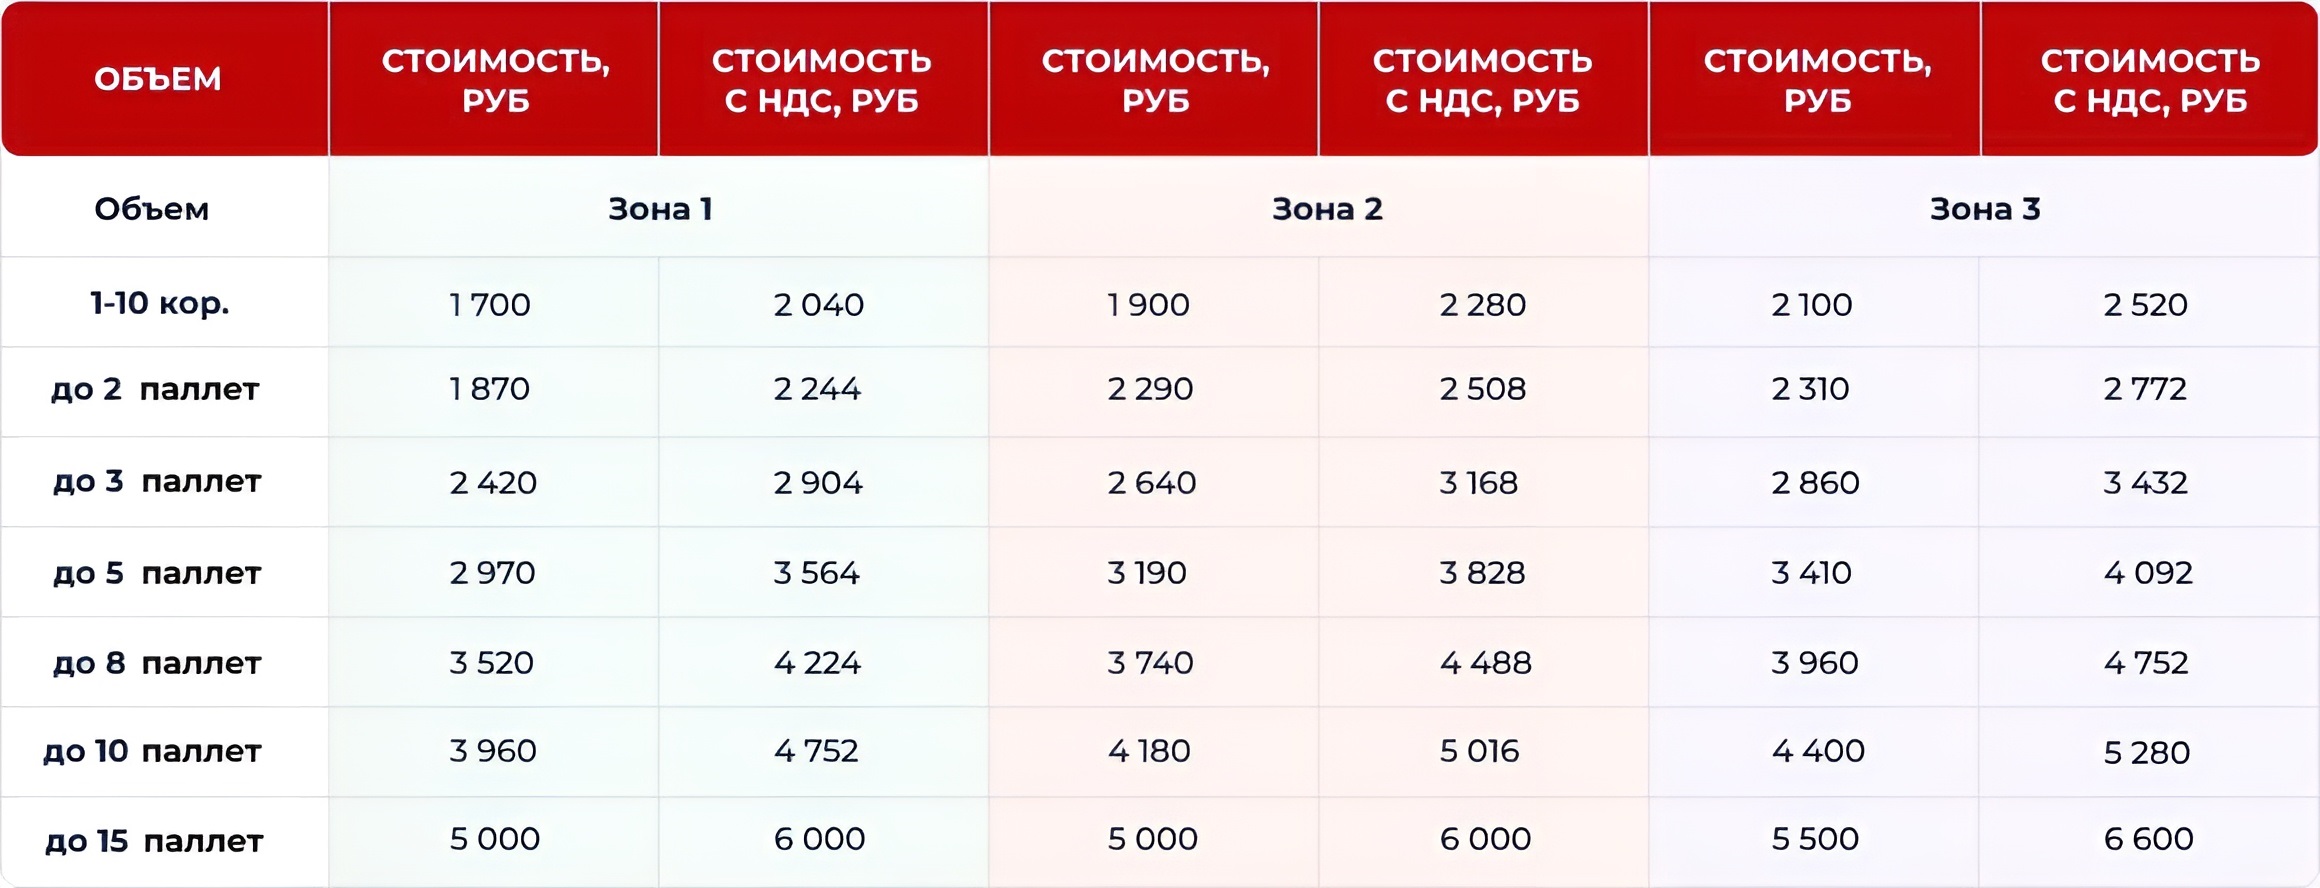 ОБЪЕМ СТОИМОСТЬ, РУБ СТОИМОСТЬ С НДС, РУБ СТОИМОСТЬ, РУБ СТОИМОСТЬ С НДС, РУБ СТОИМОСТЬ, РУБ СТОИМОСТЬ С НДС, РУБ
Объем Зона 1 Зона 2 Зона 3
1-10 кор. 1 700 2 040 1 900 2 280 2 100 2 520
до 2 паллет 1 870 2 244 2 290 2 508 2 310 2 772
до 3 паллет 2 420 2 904 2 640 3 168 2 860 3 432
до 5 паллет 2 970 3 564 3 190 3 828 3 410 4 092
до 8 паллет 3 520 4 224 3 740 4 488 3 960 4 752
до 10 паллет 3 960 4 752 4 180 5 016 4 400 5 280
до 15 паллет 5 000 6 000 5 000 6 000 5 500 6 600